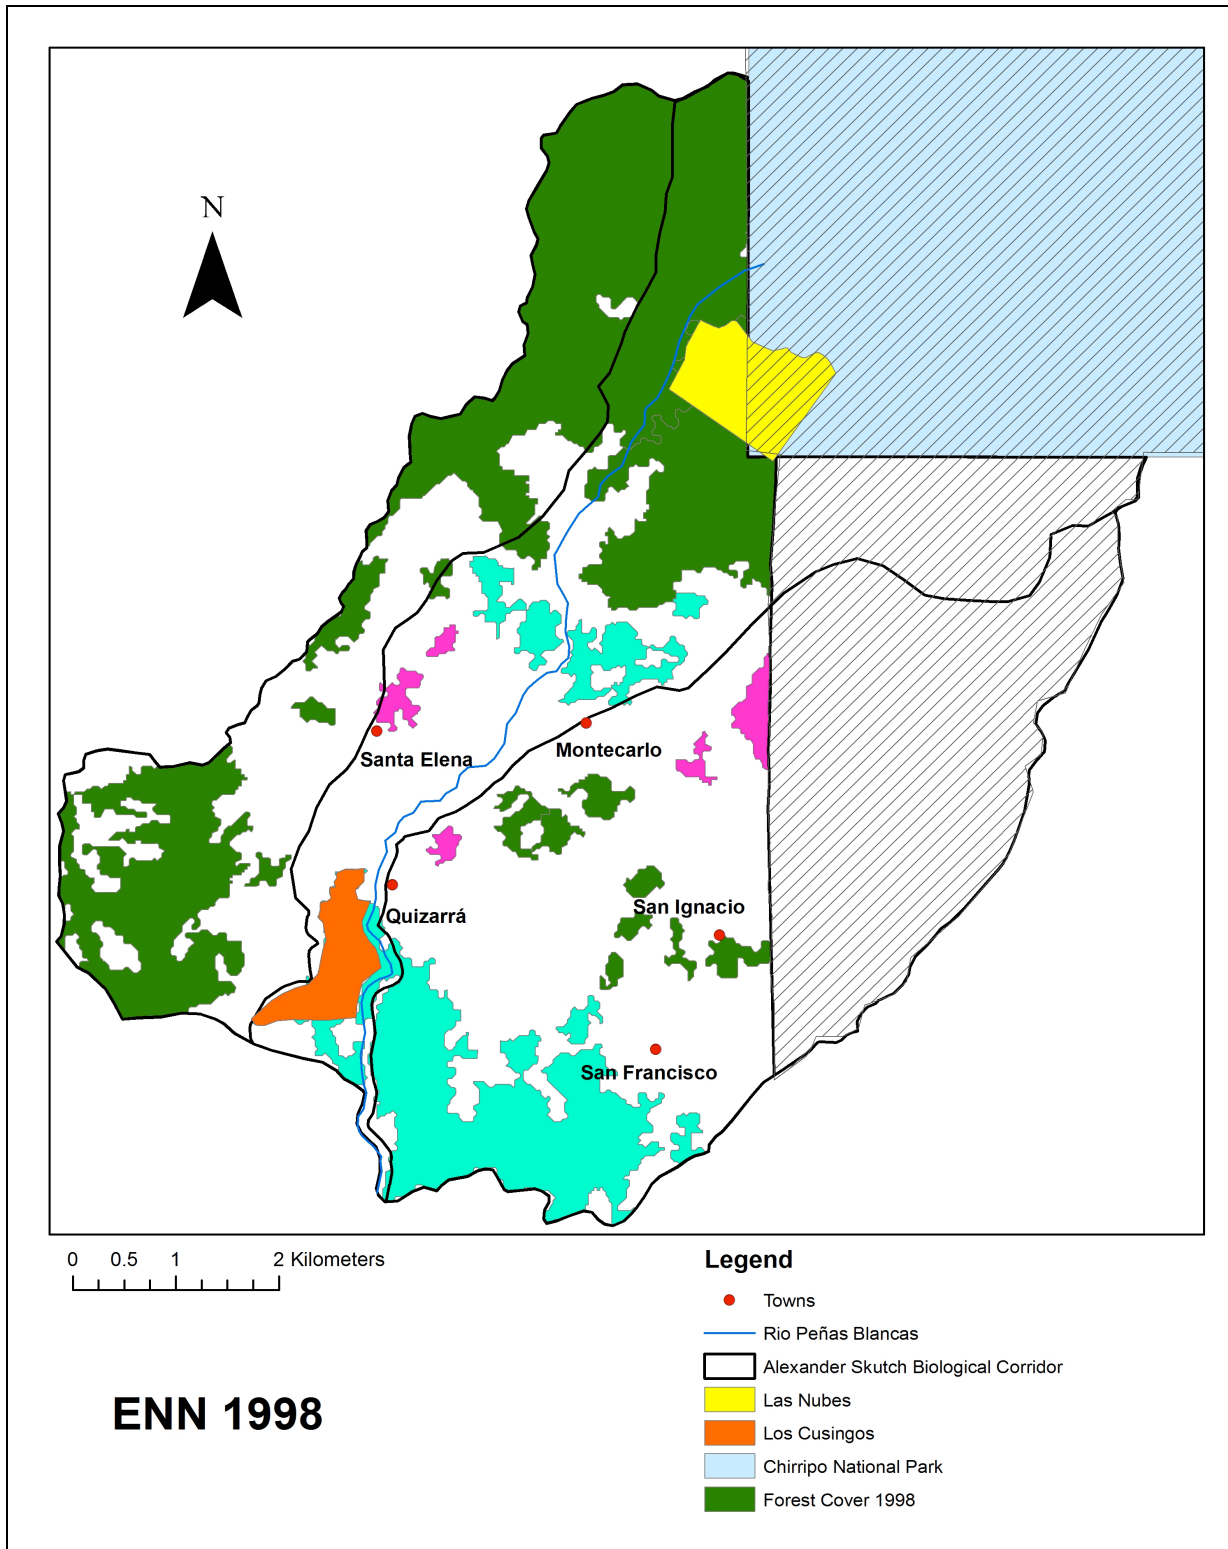 N
Santa Elena
Montecarlo
Quizarrá
San Ignacio
San Francisco
0 0.5 1 2 Kilometers
ENN 1998
Legend
Towns
Rio Peñas Blancas
Alexander Skutch Biological Corridor
Las Nubes
Los Cusingos
Chirripo National Park
Forest Cover 1998